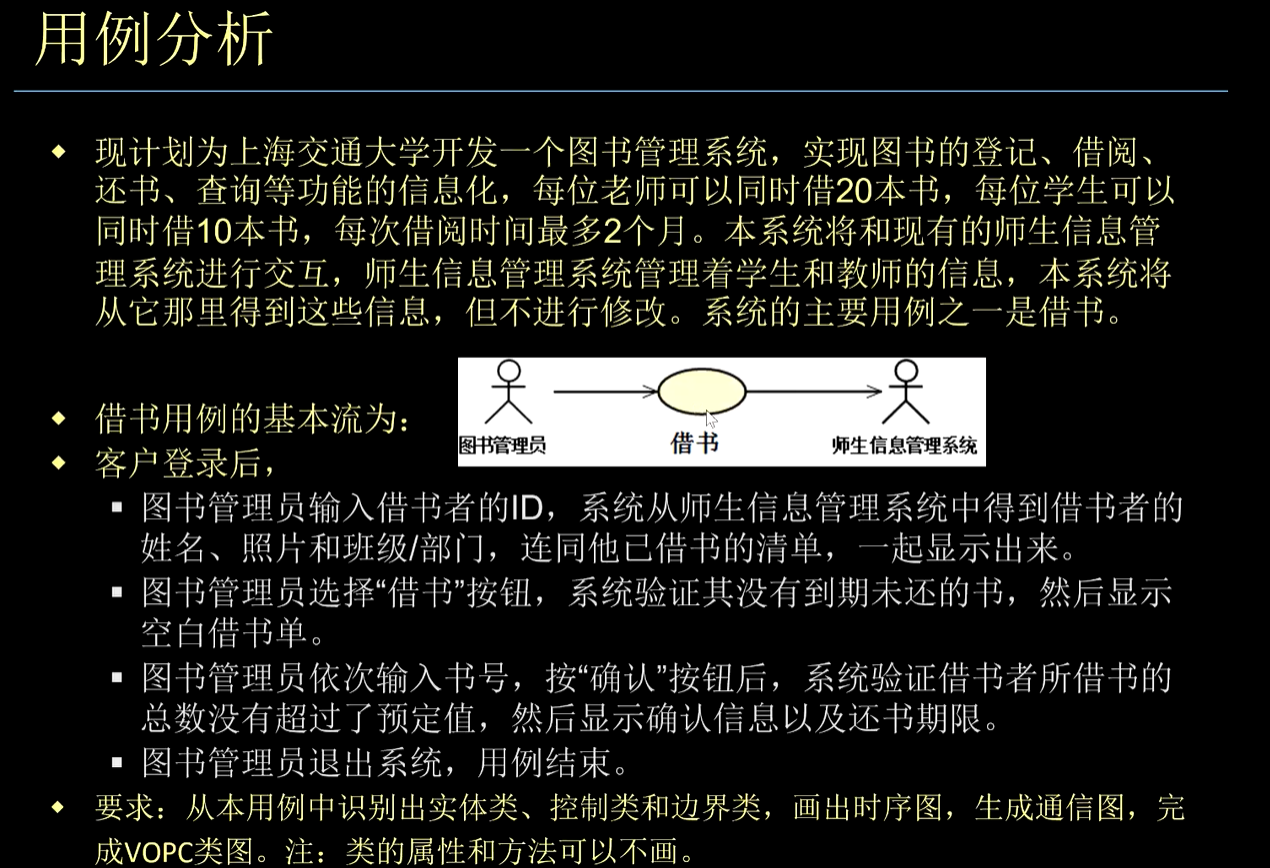 用例分析
现计划为上海交通大学开发一个图书管理系统，实现图书的登记、借阅、
还书、查询等功能的信息化，每位老师可以同时借20本书，每位学生可以
同时借10本书，每次借阅时间最多2个月。本系统将和现有的师生信息管
理系统进行交互，师生信息管理系统管理着学生和教师的信息，本系统将
从它那里得到这些信息，但不进行修改。系统的主要用例之一是借书。
图书管理员
借书
师生信息管理系统
借书用例的基本流为：
客户登录后，
图书管理员输入借书者的ID，系统从师生信息管理系统中得到借书者的
姓名、照片和班级/部门，连同他已借书的清单，一起显示出来。
图书管理员选择“借书”按钮，系统验证其没有到期未还的书，然后显示
空白借书单。
图书管理员依次输入书号，按“确认”按钮后，系统验证借书者所借书的
总数没有超过了预定值，然后显示确认信息以及还书期限。
图书管理员退出系统，用例结束。
要求：从本用例中识别出实体类、控制类和边界类，画出时序图，生成通信图，完
成VOPC类图。注：类的属性和方法可以不画。